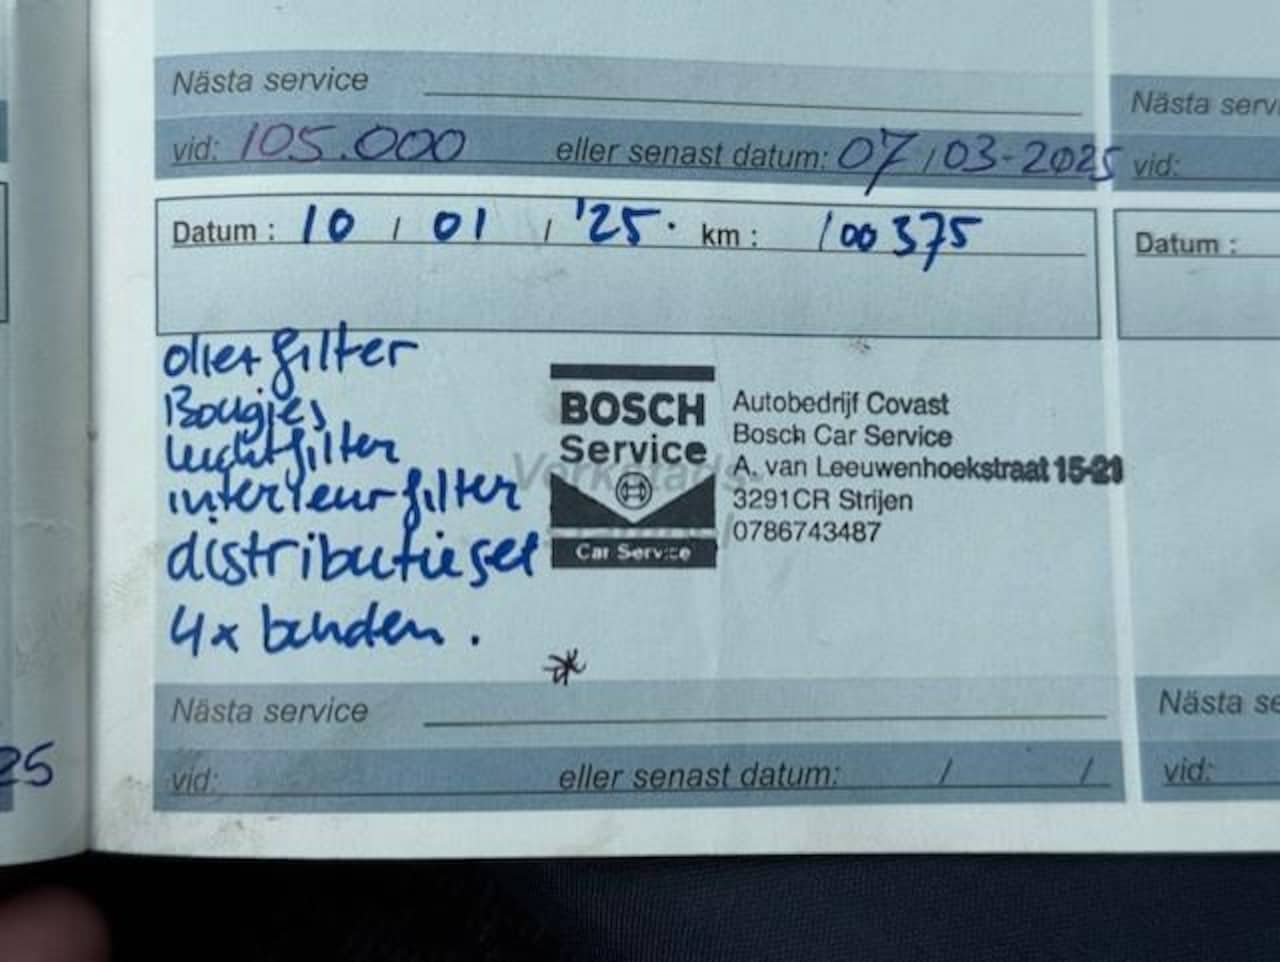 Nästa service
vid: 105.000 eller senast datum: 07/03-2025
Nästa servi
vid:
Datum : 10 / 01 / '25. km : 100375
Datum :
olie+filter
Bougies
luchtfilter
interieurfilter
distributieset
4x banden.
BOSCH
Service
Car Service
Autobedrijf Covast
Bosch Car Service
A. van Leeuwenhoekstraat 15-21
3291CR Strijen
0786743487
*
Nästa service
vid: eller senast datum: / /
Nästa se
vid:
25